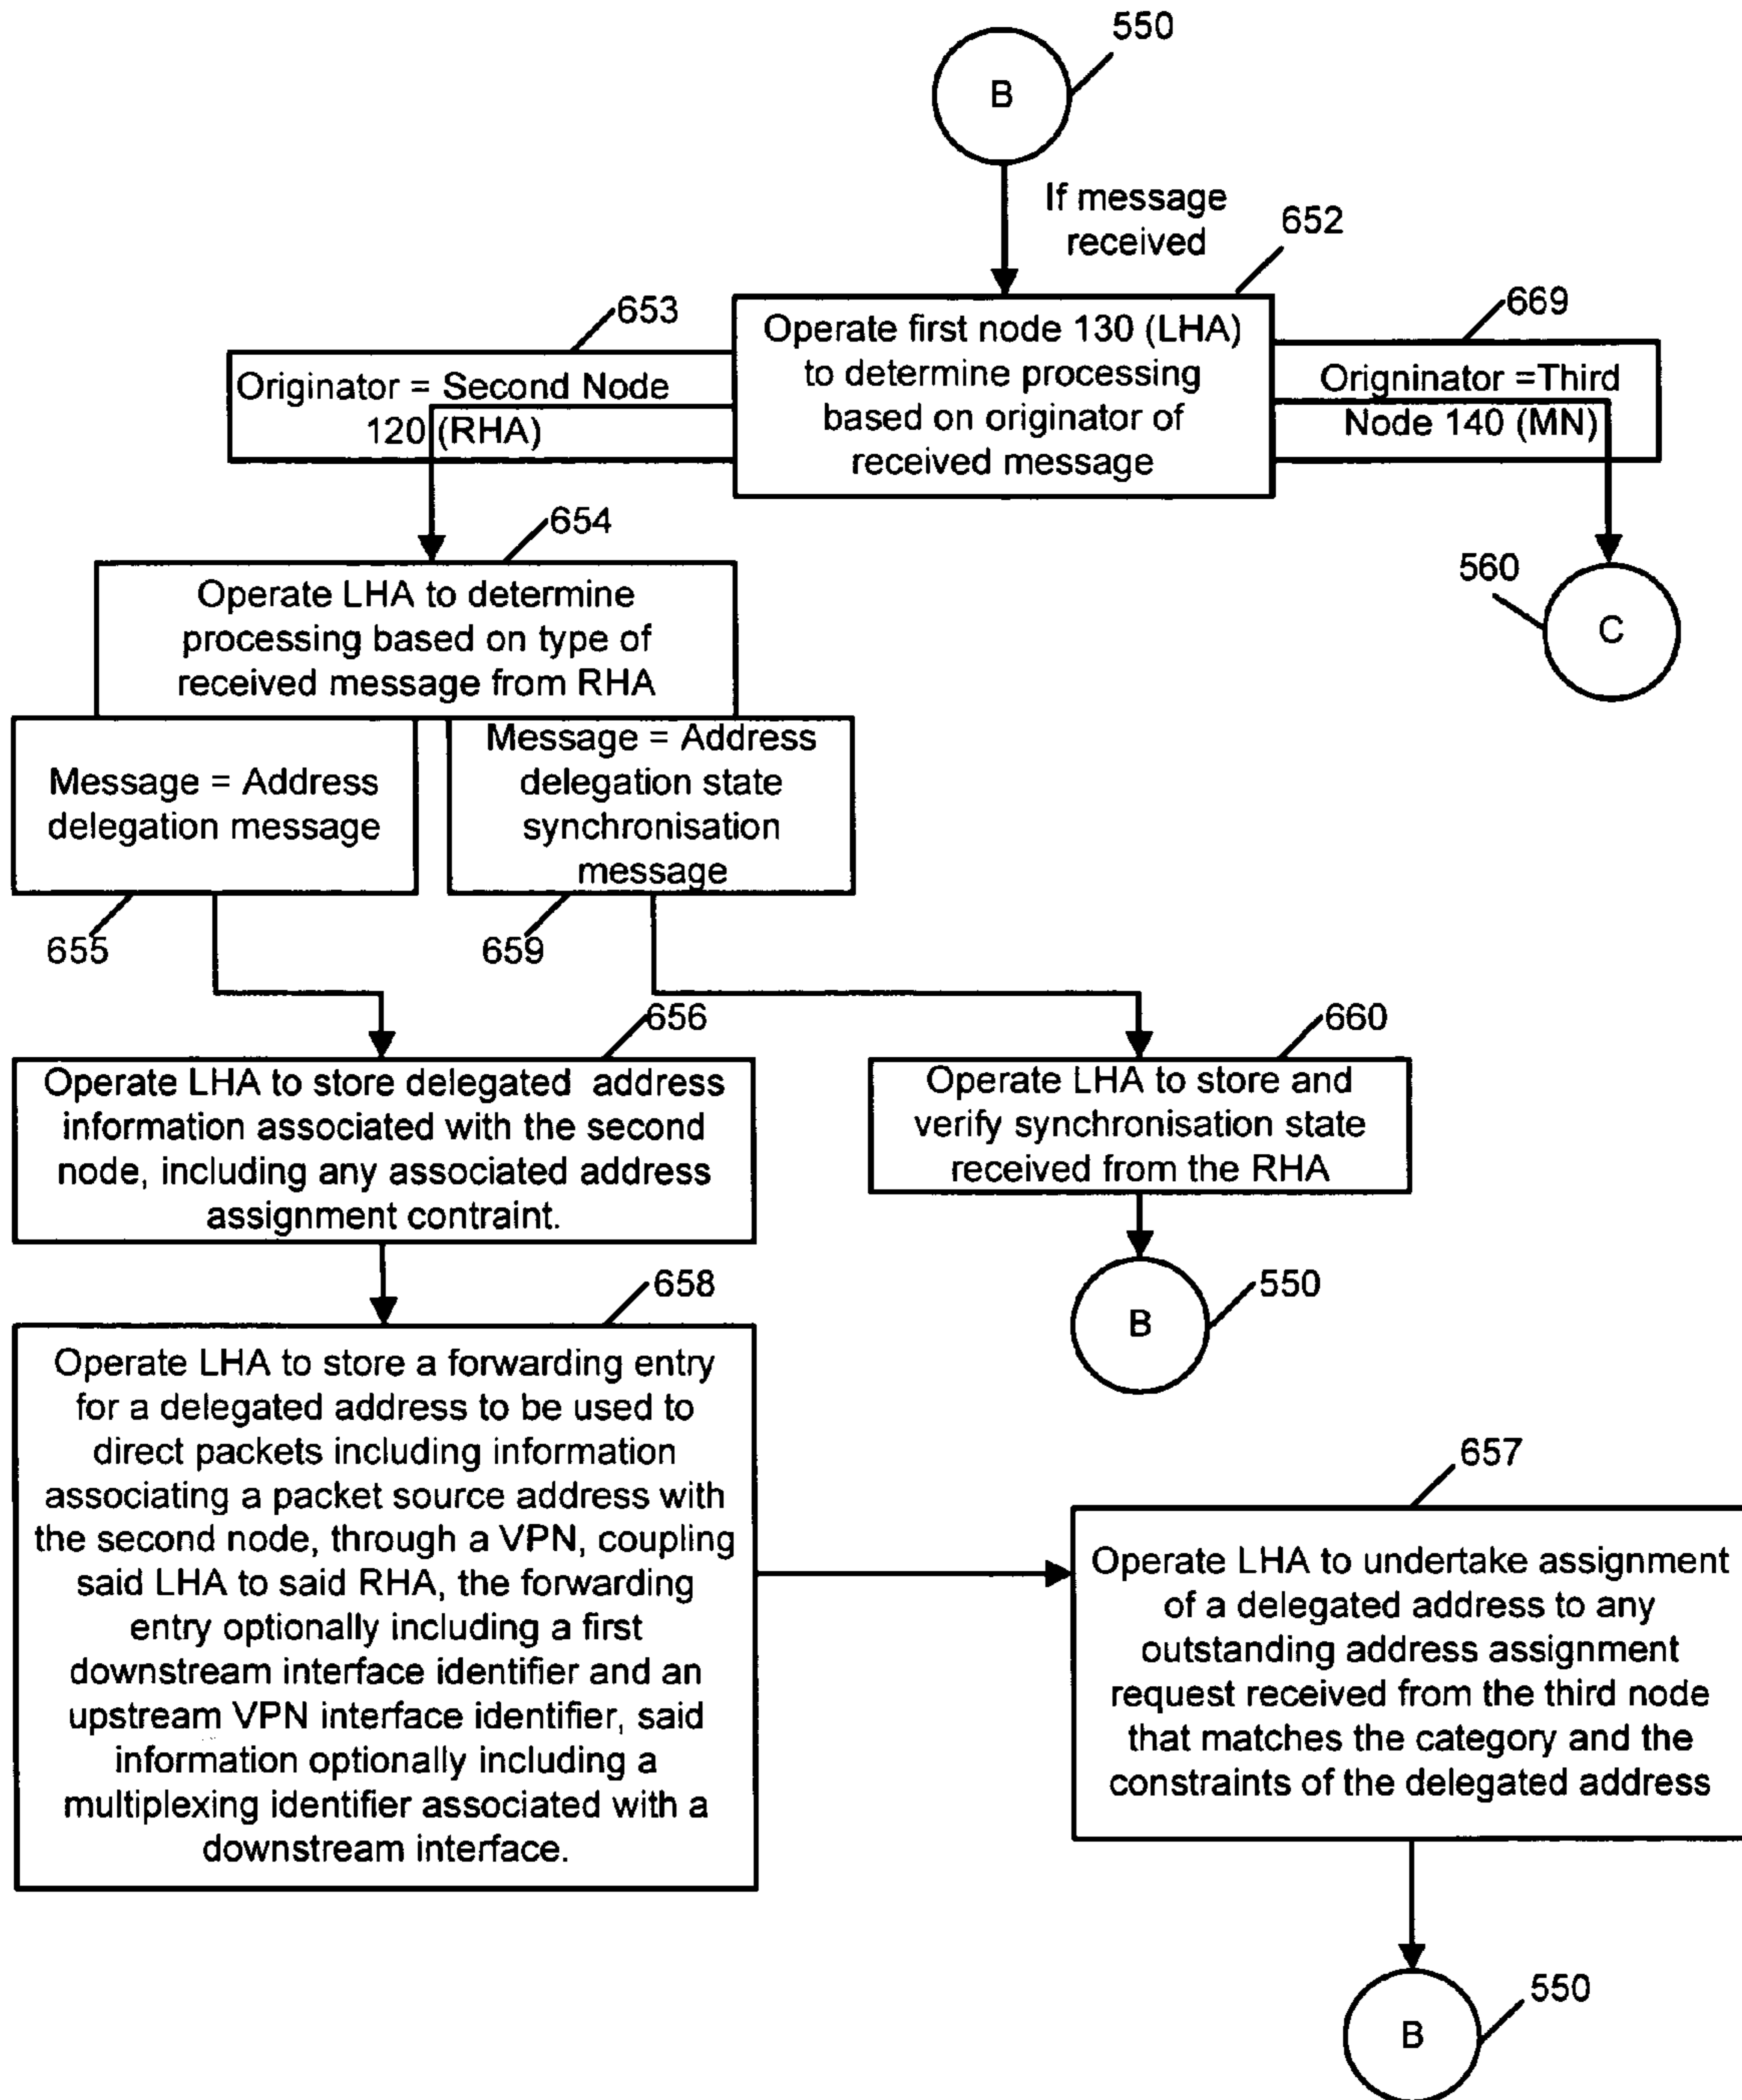 550
B
If message
received
652
Operate first node 130 (LHA)
to determine processing
based on originator of
received message
653
Originator = Second Node
120 (RHA)
669
Origninator =Third
Node 140 (MN)
560
C
654
Operate LHA to determine
processing based on type of
received message from RHA
Message = Address
delegation message
655
Message = Address
delegation state
synchronisation
message
659
656
Operate LHA to store delegated address
information associated with the second
node, including any associated address
assignment contraint.
660
Operate LHA to store and
verify synchronisation state
received from the RHA
550
B
658
Operate LHA to store a forwarding entry
for a delegated address to be used to
direct packets including information
associating a packet source address with
the second node, through a VPN, coupling
said LHA to said RHA, the forwarding
entry optionally including a first
downstream interface identifier and an
upstream VPN interface identifier, said
information optionally including a
multiplexing identifier associated with a
downstream interface.
657
Operate LHA to undertake assignment
of a delegated address to any
outstanding address assignment
request received from the third node
that matches the category and the
constraints of the delegated address
550
B